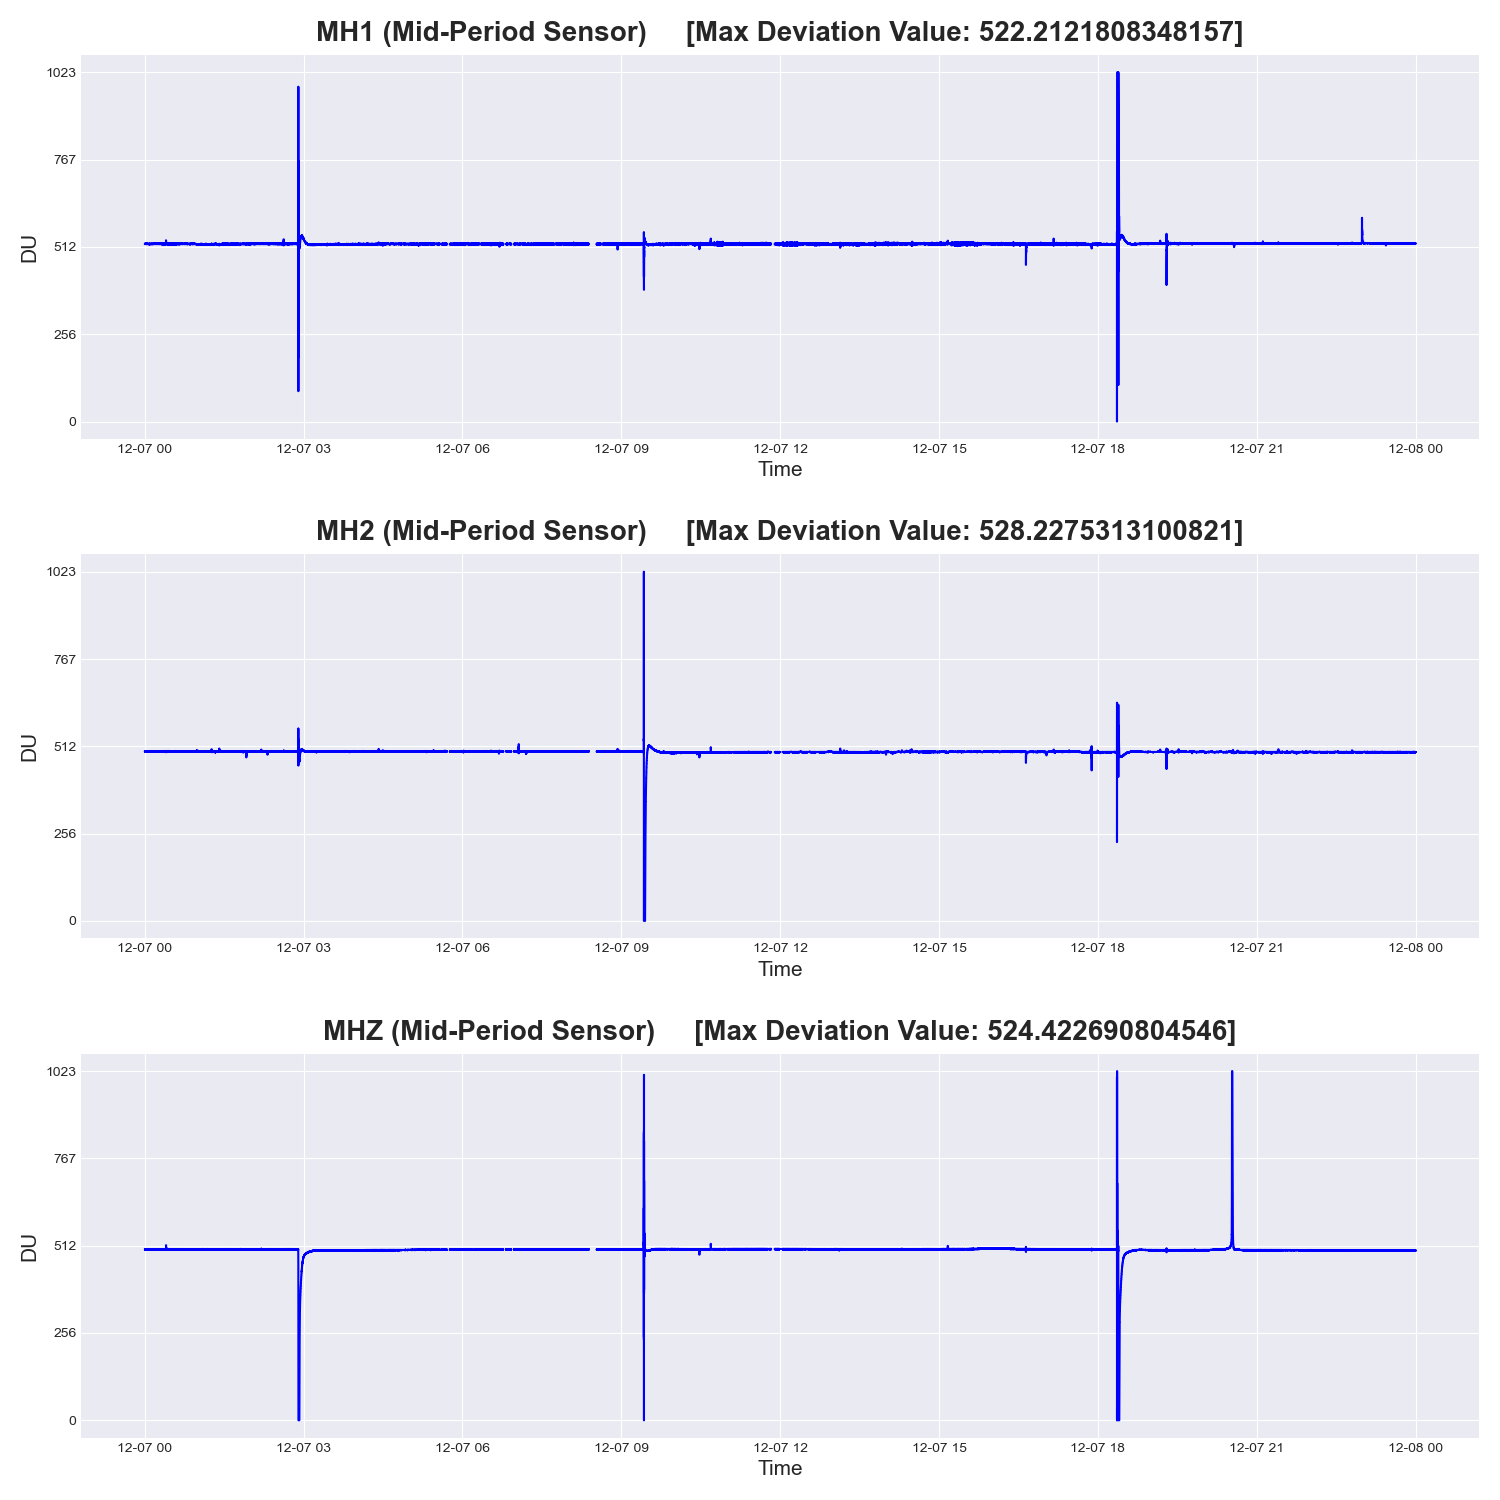 MH1 (Mid-Period Sensor) [Max Deviation Value: 522.2121808348157]
1023
767
512
256
0
DU
12-07 00 12-07 03 12-07 06 12-07 09 12-07 12 12-07 15 12-07 18 12-07 21 12-08 00
Time
MH2 (Mid-Period Sensor) [Max Deviation Value: 528.2275313100821]
1023
767
512
256
0
DU
12-07 00 12-07 03 12-07 06 12-07 09 12-07 12 12-07 15 12-07 18 12-07 21 12-08 00
Time
MHZ (Mid-Period Sensor) [Max Deviation Value: 524.422690804546]
1023
767
512
256
0
DU
12-07 00 12-07 03 12-07 06 12-07 09 12-07 12 12-07 15 12-07 18 12-07 21 12-08 00
Time